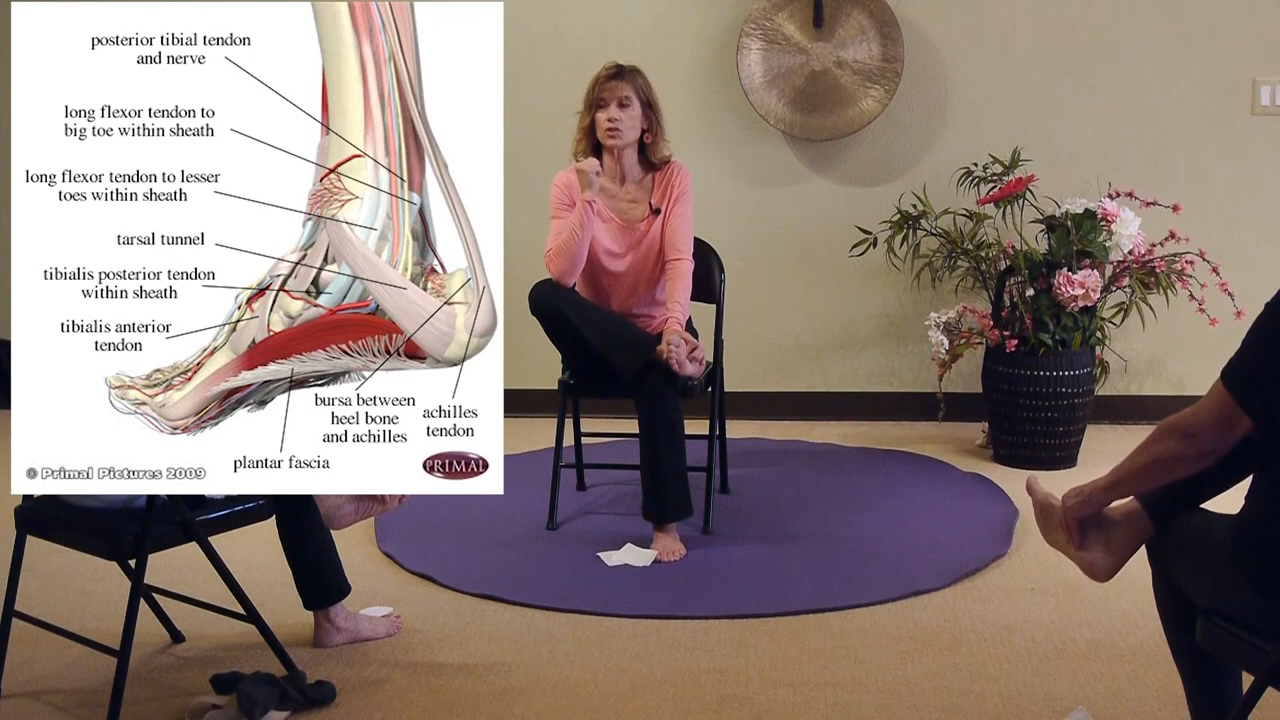 posterior tibial tendon
and nerve
long flexor tendon to
big toe within sheath
long flexor tendon to lesser
toes within sheath
tarsal tunnel
tibialis posterior tendon
within sheath
tibialis anterior
tendon
bursa between
heel bone
and achilles
achilles
tendon
plantar fascia
© Primal Pictures 2009
PRIMAL